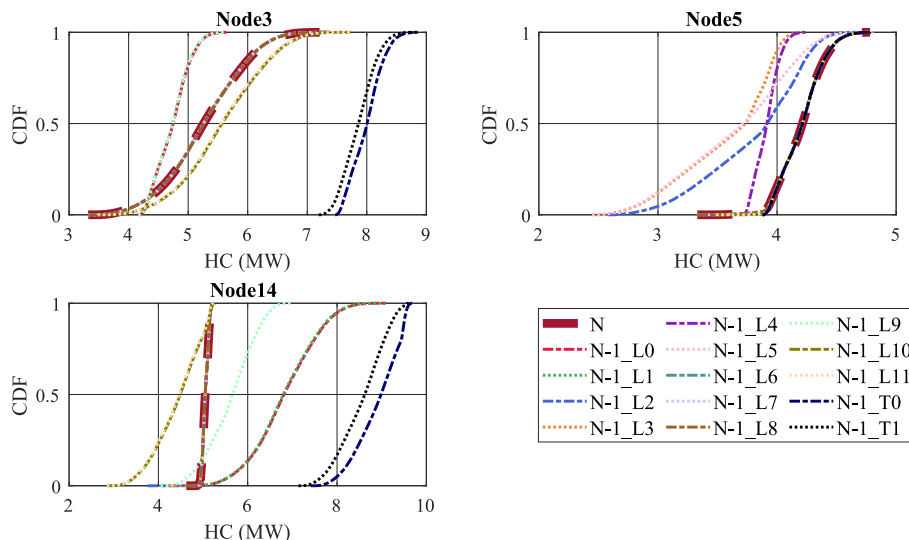 Node3
CDF
1
0.5
0
3 4 5 6 7 8 9
HC (MW)
Node5
CDF
1
0.5
0
2 3 4 5
HC (MW)
Node14
CDF
1
0.5
0
2 4 6 8 10
HC (MW)
N N-1_L4 N-1_L9
N-1_L0 N-1_L5 N-1_L10
N-1_L1 N-1_L6 N-1_L11
N-1_L2 N-1_L7 N-1_T0
N-1_L3 N-1_L8 N-1_T1